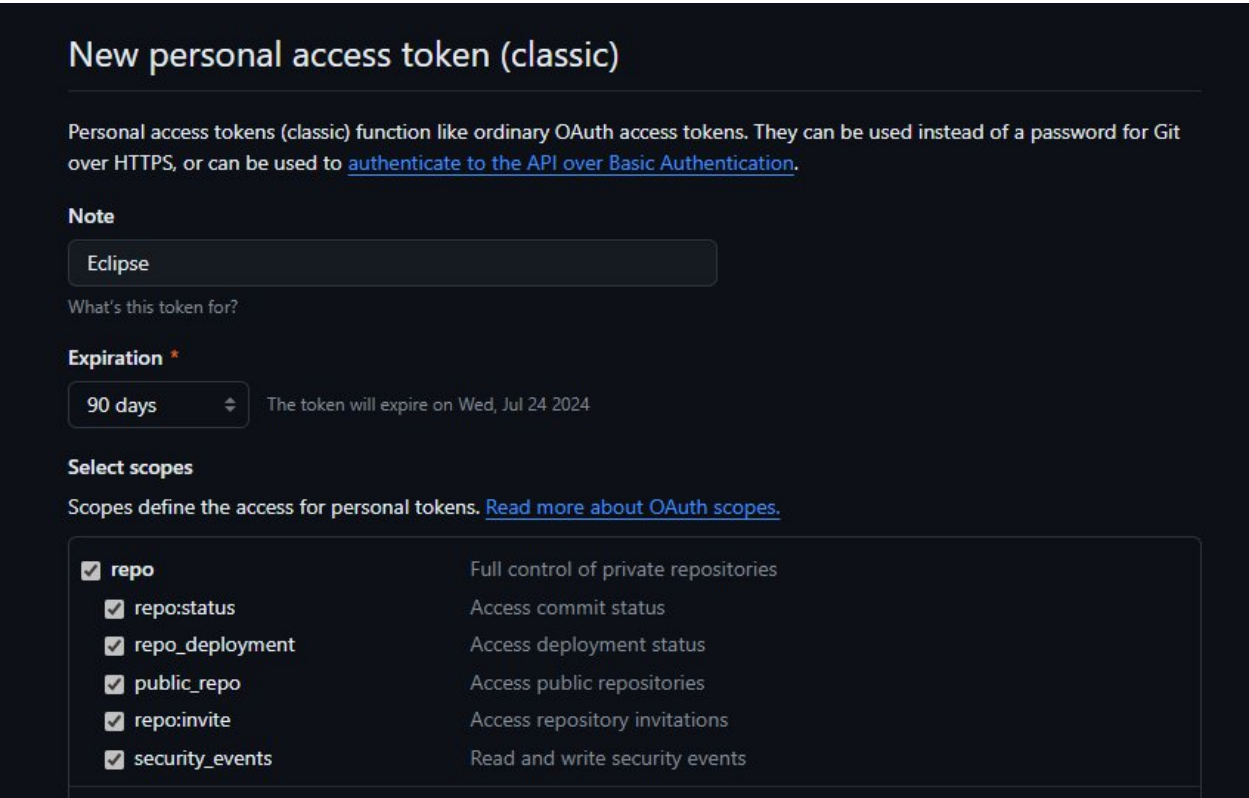 New personal access token (classic)
Personal access tokens (classic) function like ordinary OAuth access tokens. They can be used instead of a password for Git
over HTTPS, or can be used to authenticate to the API over Basic Authentication.
Note
Eclipse
What's this token for?
Expiration *
90 days The token will expire on Wed, Jul 24 2024
Select scopes
Scopes define the access for personal tokens. Read more about OAuth scopes.
repo Full control of private repositories
repo:status Access commit status
repo_deployment Access deployment status
public_repo Access public repositories
repo:invite Access repository invitations
security_events Read and write security events